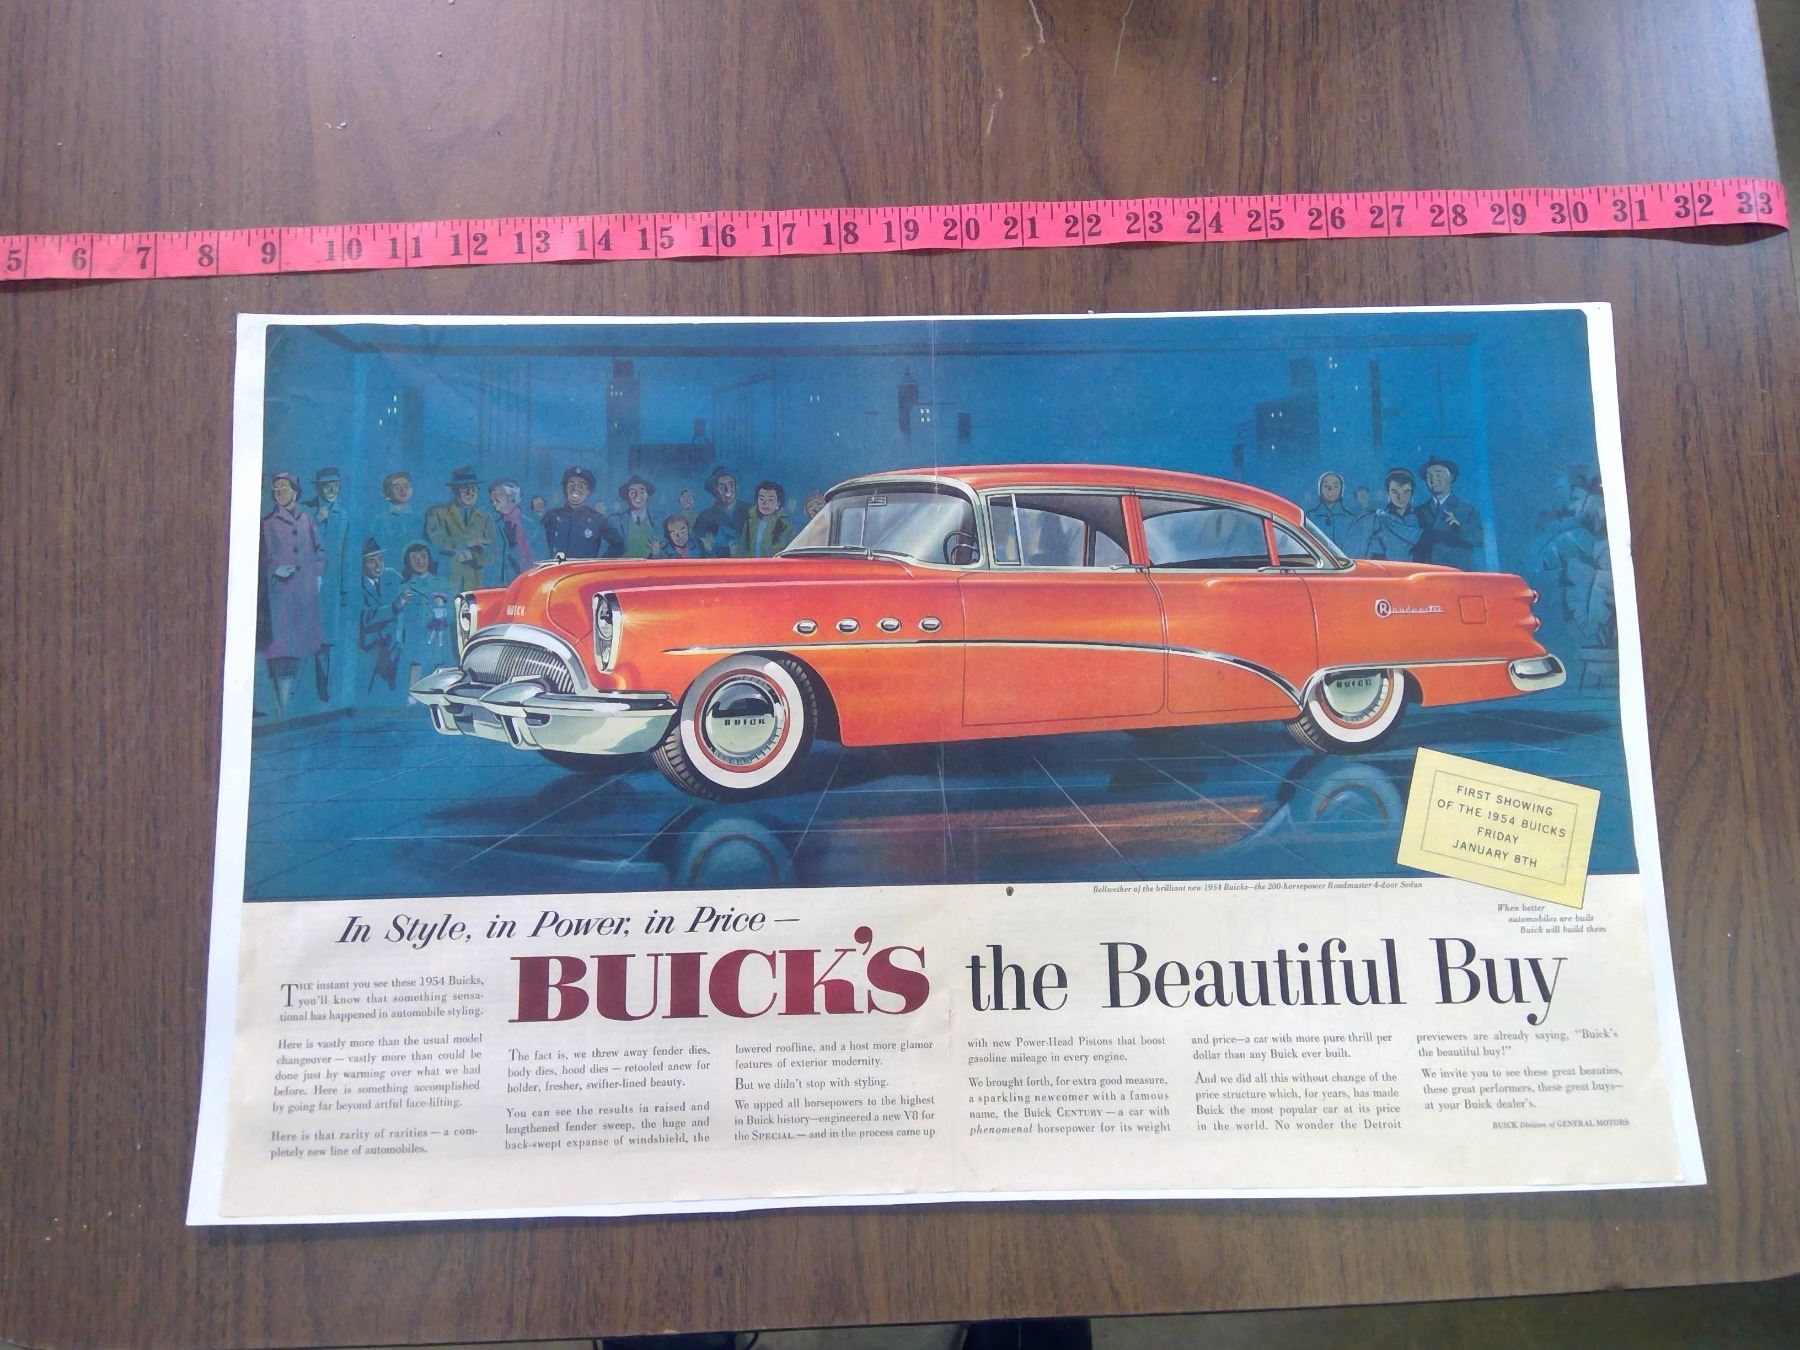 5 6 7 8 9 10 11 12 13 14 15 16 17 18 19 20 21 22 23 24 25 26 27 28 29 30 31 32 33
BUICK
Roadmaster
BUICK
BUICK
FIRST SHOWING
OF THE 1954 BUICKS
FRIDAY
JANUARY 8TH
Bellwether of the brilliant new 1954 Buicks—the 200-horsepower Roadmaster 4-door Sedan
When better
automobiles are built
Buick will build them
In Style, in Power, in Price —
BUICK'S the Beautiful Buy
THE instant you see these 1954 Buicks,
you'll know that something sensa-
tional has happened in automobile styling.
Here is vastly more than the usual model
changeover — vastly more than could be
done just by warming over what we had
before. Here is something accomplished
by going far beyond artful face-lifting.
Here is that rarity of rarities — a com-
pletely new line of automobiles.
The fact is, we threw away fender dies,
body dies, hood dies — retooled anew for
bolder, fresher, swifter-lined beauty.
You can see the results in raised and
lengthened fender sweep, the huge and
back-swept expanse of windshield, the
lowered roofline, and a host more glamor
features of exterior modernity.
But we didn't stop with styling.
We upped all horsepowers to the highest
in Buick history—engineered a new V8 for
the SPECIAL — and in the process came up
with new Power-Head Pistons that boost
gasoline mileage in every engine.
We brought forth, for extra good measure,
a sparkling newcomer with a famous
name, the Buick CENTURY — a car with
phenomenal horsepower for its weight
and price—a car with more pure thrill per
dollar than any Buick ever built.
And we did all this without change of the
price structure which, for years, has made
Buick the most popular car at its price
in the world. No wonder the Detroit
previewers are already saying, "Buick's
the beautiful buy!"
We invite you to see these great beauties,
these great performers, these great buys—
at your Buick dealer's.
BUICK Division of GENERAL MOTORS